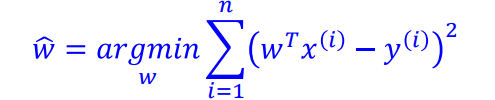 ŵ = argmin_w ∑_{i=1}^{n} (w^T x^{(i)} − y^{(i)})^2